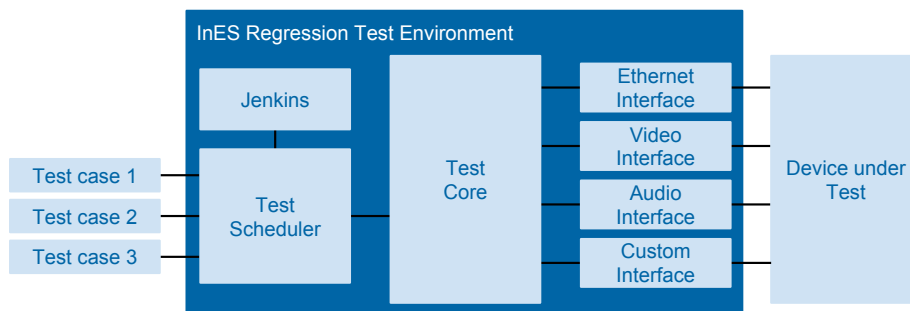 InES Regression Test Environment
Jenkins
Test case 1
Test case 2
Test case 3
Test
Scheduler
Test
Core
Ethernet
Interface
Video
Interface
Audio
Interface
Custom
Interface
Device under
Test